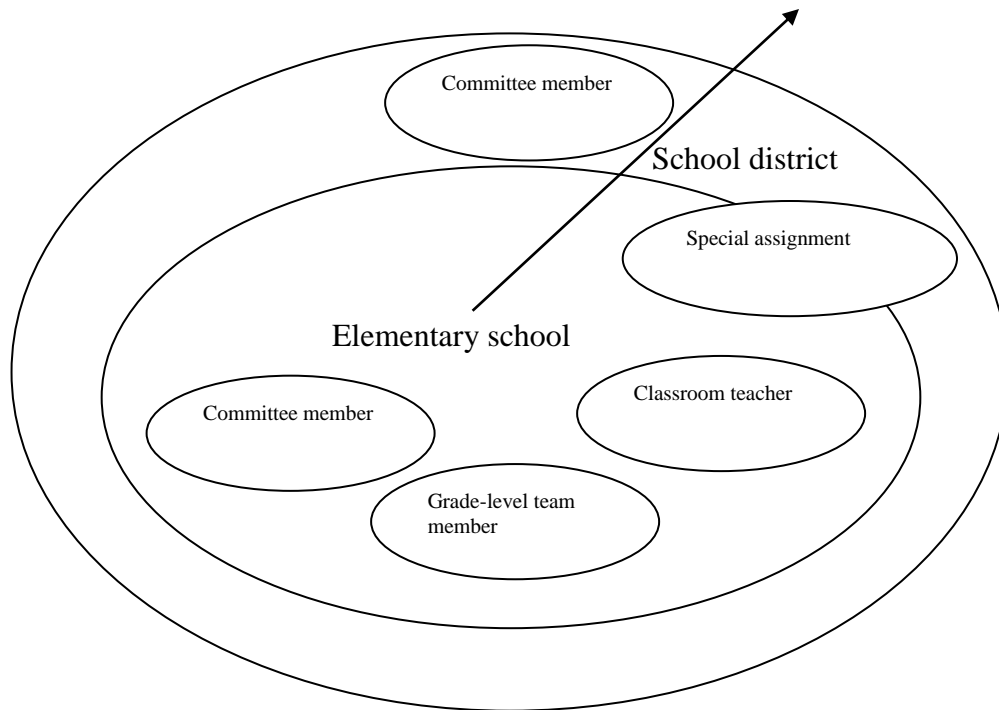 Committee member
School district
Special assignment
Elementary school
Classroom teacher
Committee member
Grade-level team
member